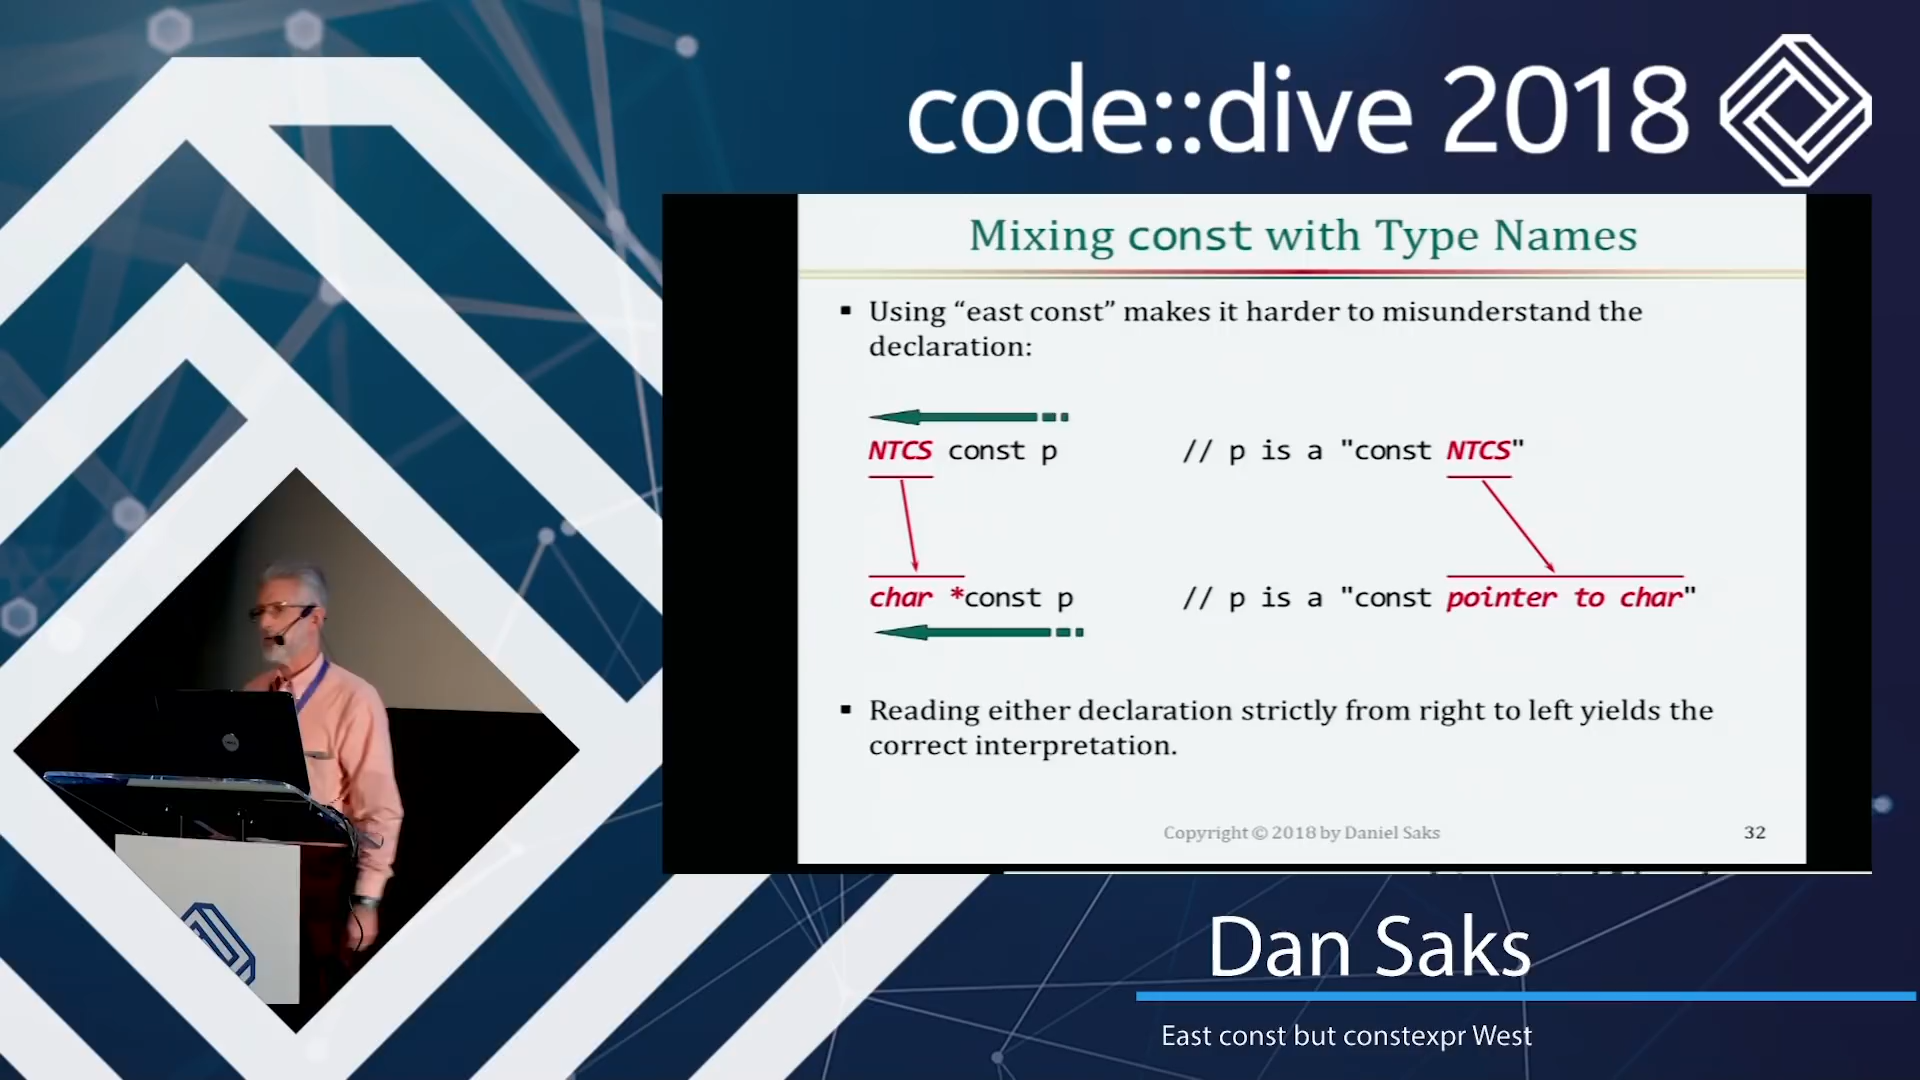 code::dive 2018
Mixing const with Type Names
▪ Using “east const” makes it harder to misunderstand the
declaration:
NTCS const p // p is a "const NTCS"
char *const p // p is a "const pointer to char"
▪ Reading either declaration strictly from right to left yields the
correct interpretation.
Copyright © 2018 by Daniel Saks 32
Dan Saks
East const but constexpr West